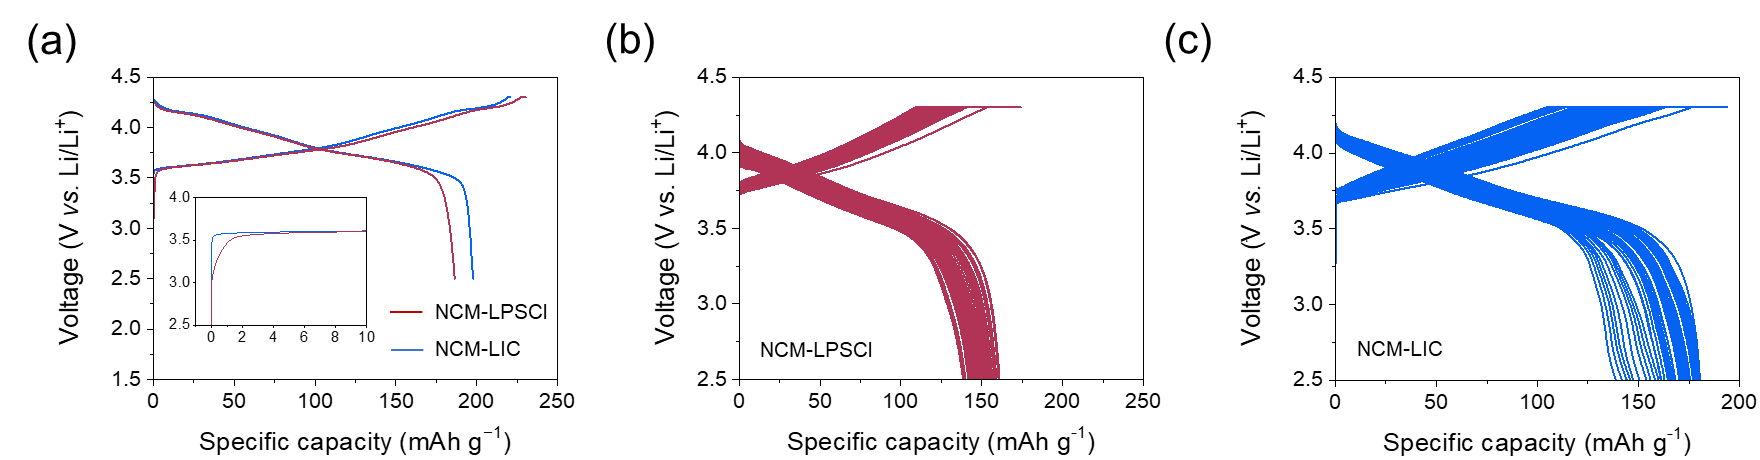 (a)
4.5
4.0
3.5
3.0
2.5
2.0
1.5
Voltage (V vs. Li/Li+)
4.0
3.5
3.0
2.5
0 2 4 6 8 10
NCM-LPSCl
NCM-LIC
0 50 100 150 200 250
Specific capacity (mAh g−1)
(b)
4.5
4.0
3.5
3.0
2.5
Voltage (V vs. Li/Li+)
NCM-LPSCl
0 50 100 150 200 250
Specific capacity (mAh g-1)
(c)
4.5
4.0
3.5
3.0
2.5
Voltage (V vs. Li/Li+)
NCM-LIC
0 50 100 150 200
Specific capacity (mAh g-1)